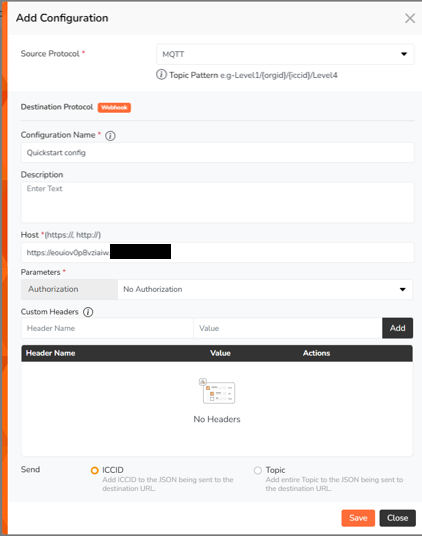 Add Configuration
Source Protocol *
MQTT
Topic Pattern e.g-Level1/{orgid}/{iccid}/Level4
Destination Protocol Webhook
Configuration Name *
Quickstart config
Description
Enter Text
Host *(https://, http://)
https://eouiov0p8vziaiw.
Parameters *
Authorization No Authorization
Custom Headers
Header Name Value Add
Header Name Value Actions
No Headers
Send ICCID Topic
Add ICCID to the JSON being sent to the Add entire Topic to the JSON being sent to
destination URL. the destination URL.
Save Close